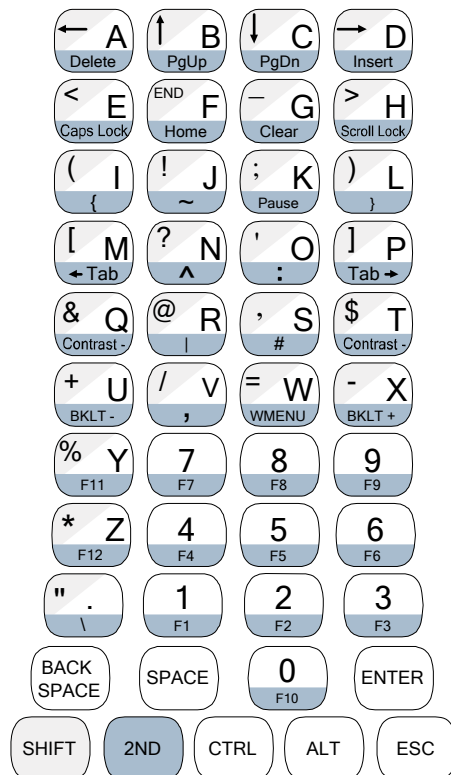 ← A ↑ B ↓ C → D
Delete PgUp PgDn Insert
< E END F _ G > H
Caps Lock Home Clear Scroll Lock
( I ! J ; K ) L
{ ~ Pause }
[ M ? N ' O ] P
← Tab ^ : Tab →
& Q @ R , S $ T
Contrast - | # Contrast -
+ U / V = W - X
BKLT - , WMENU BKLT +
% Y 7 8 9
F11 F7 F8 F9
* Z 4 5 6
F12 F4 F5 F6
" . 1 2 3
\ F1 F2 F3
BACK SPACE SPACE 0 ENTER
F10
SHIFT 2ND CTRL ALT ESC